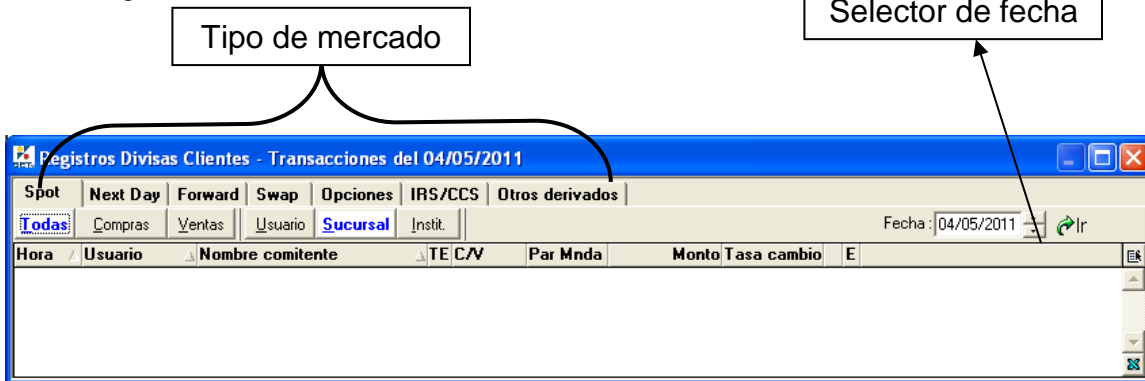 Selector de fecha
Tipo de mercado
Registros Divisas Clientes - Transacciones del 04/05/2011
Spot Next Day Forward Swap Opciones IRS/CCS Otros derivados
Todas Compras Ventas Usuario Sucursal Instit. Fecha : 04/05/2011 Ir
Hora Usuario Nombre comitente TE C/V Par Mnda Monto Tasa cambio E